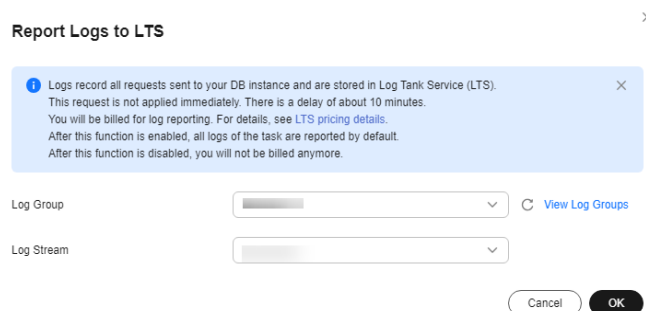 Report Logs to LTS
Logs record all requests sent to your DB instance and are stored in Log Tank Service (LTS).
This request is not applied immediately. There is a delay of about 10 minutes.
You will be billed for log reporting. For details, see LTS pricing details.
After this function is enabled, all logs of the task are reported by default.
After this function is disabled, you will not be billed anymore.
Log Group
View Log Groups
Log Stream
Cancel
OK